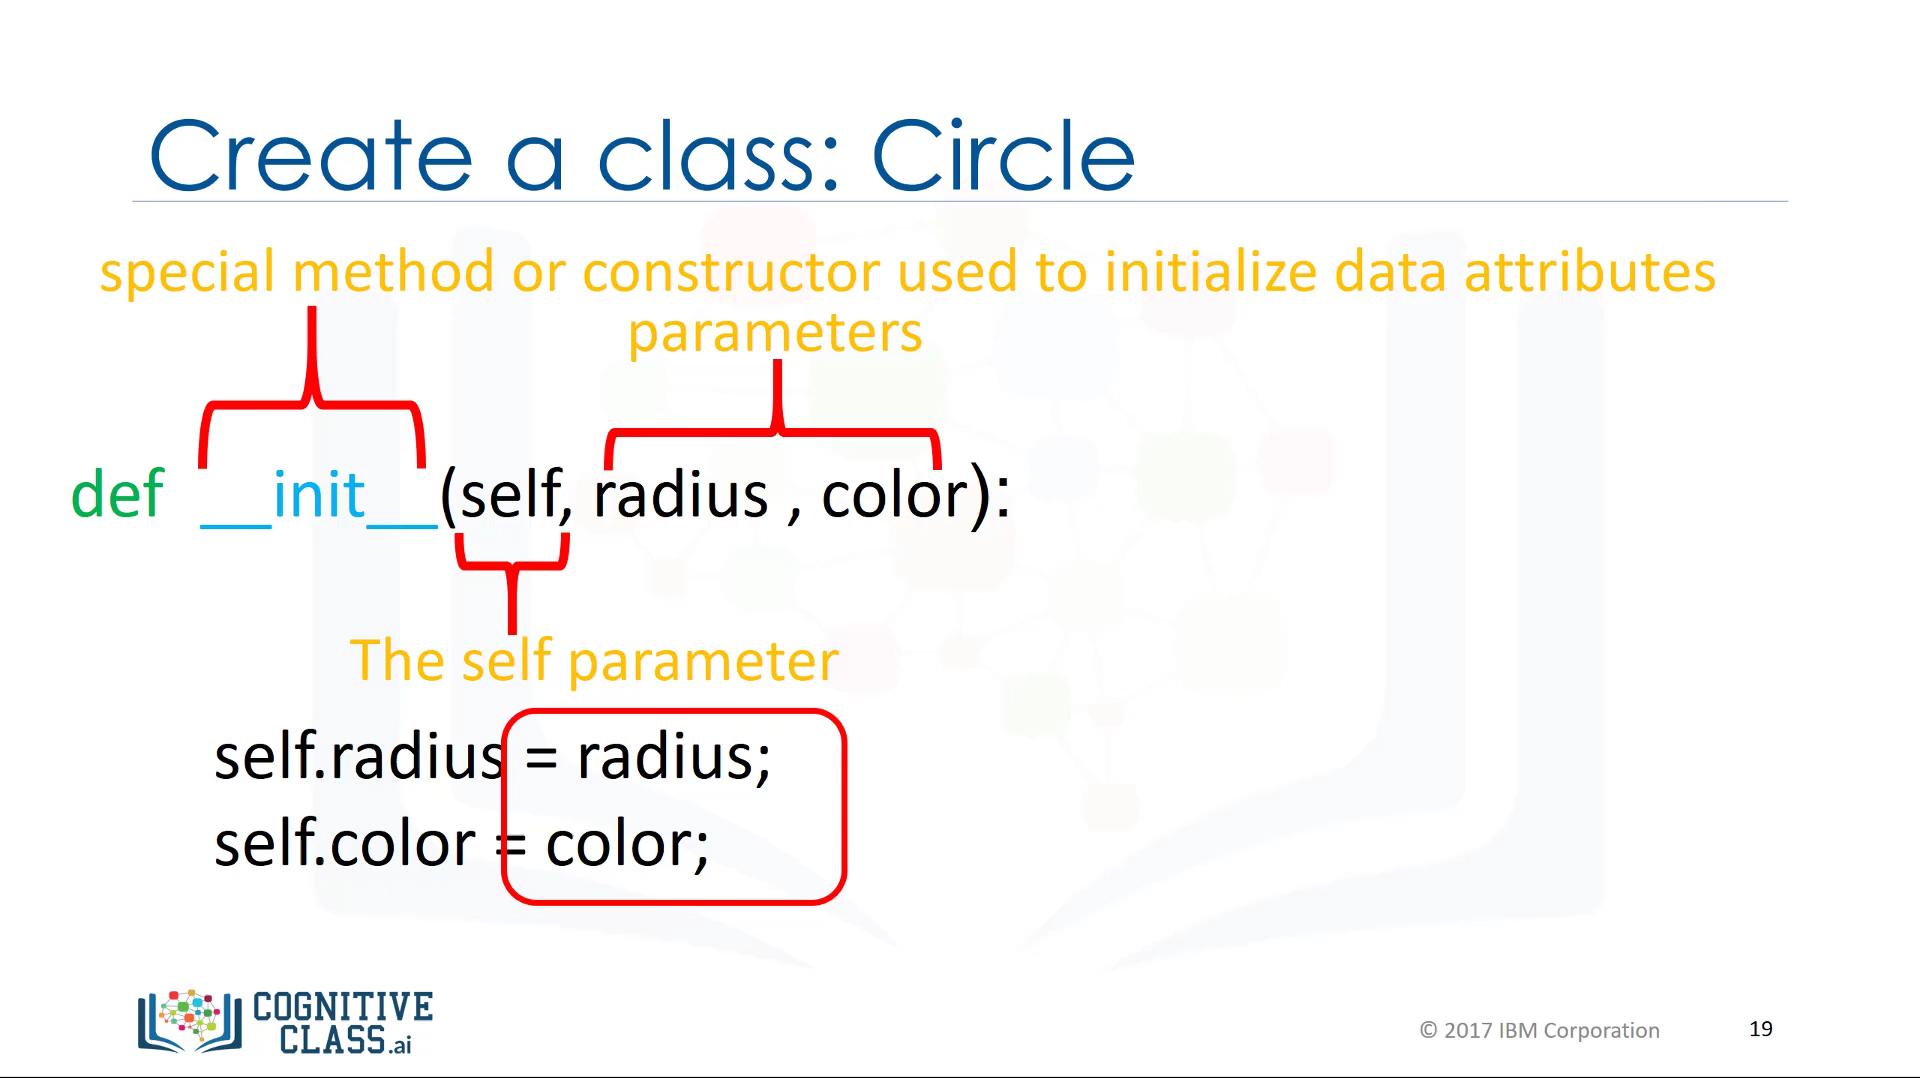 Create a class: Circle
special method or constructor used to initialize data attributes
parameters
def __init__(self, radius , color):
The self parameter
self.radius = radius;
self.color = color;
COGNITIVE
CLASS.ai
© 2017 IBM Corporation 19